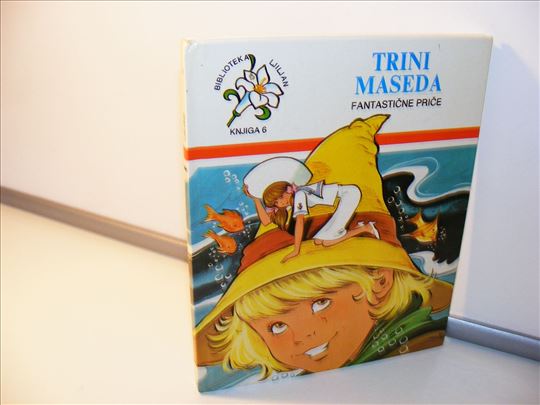 BIBLIOTEKA LJILJAN
KNJIGA 6
TRINI
MASEDA
FANTASTIČNE PRIČE